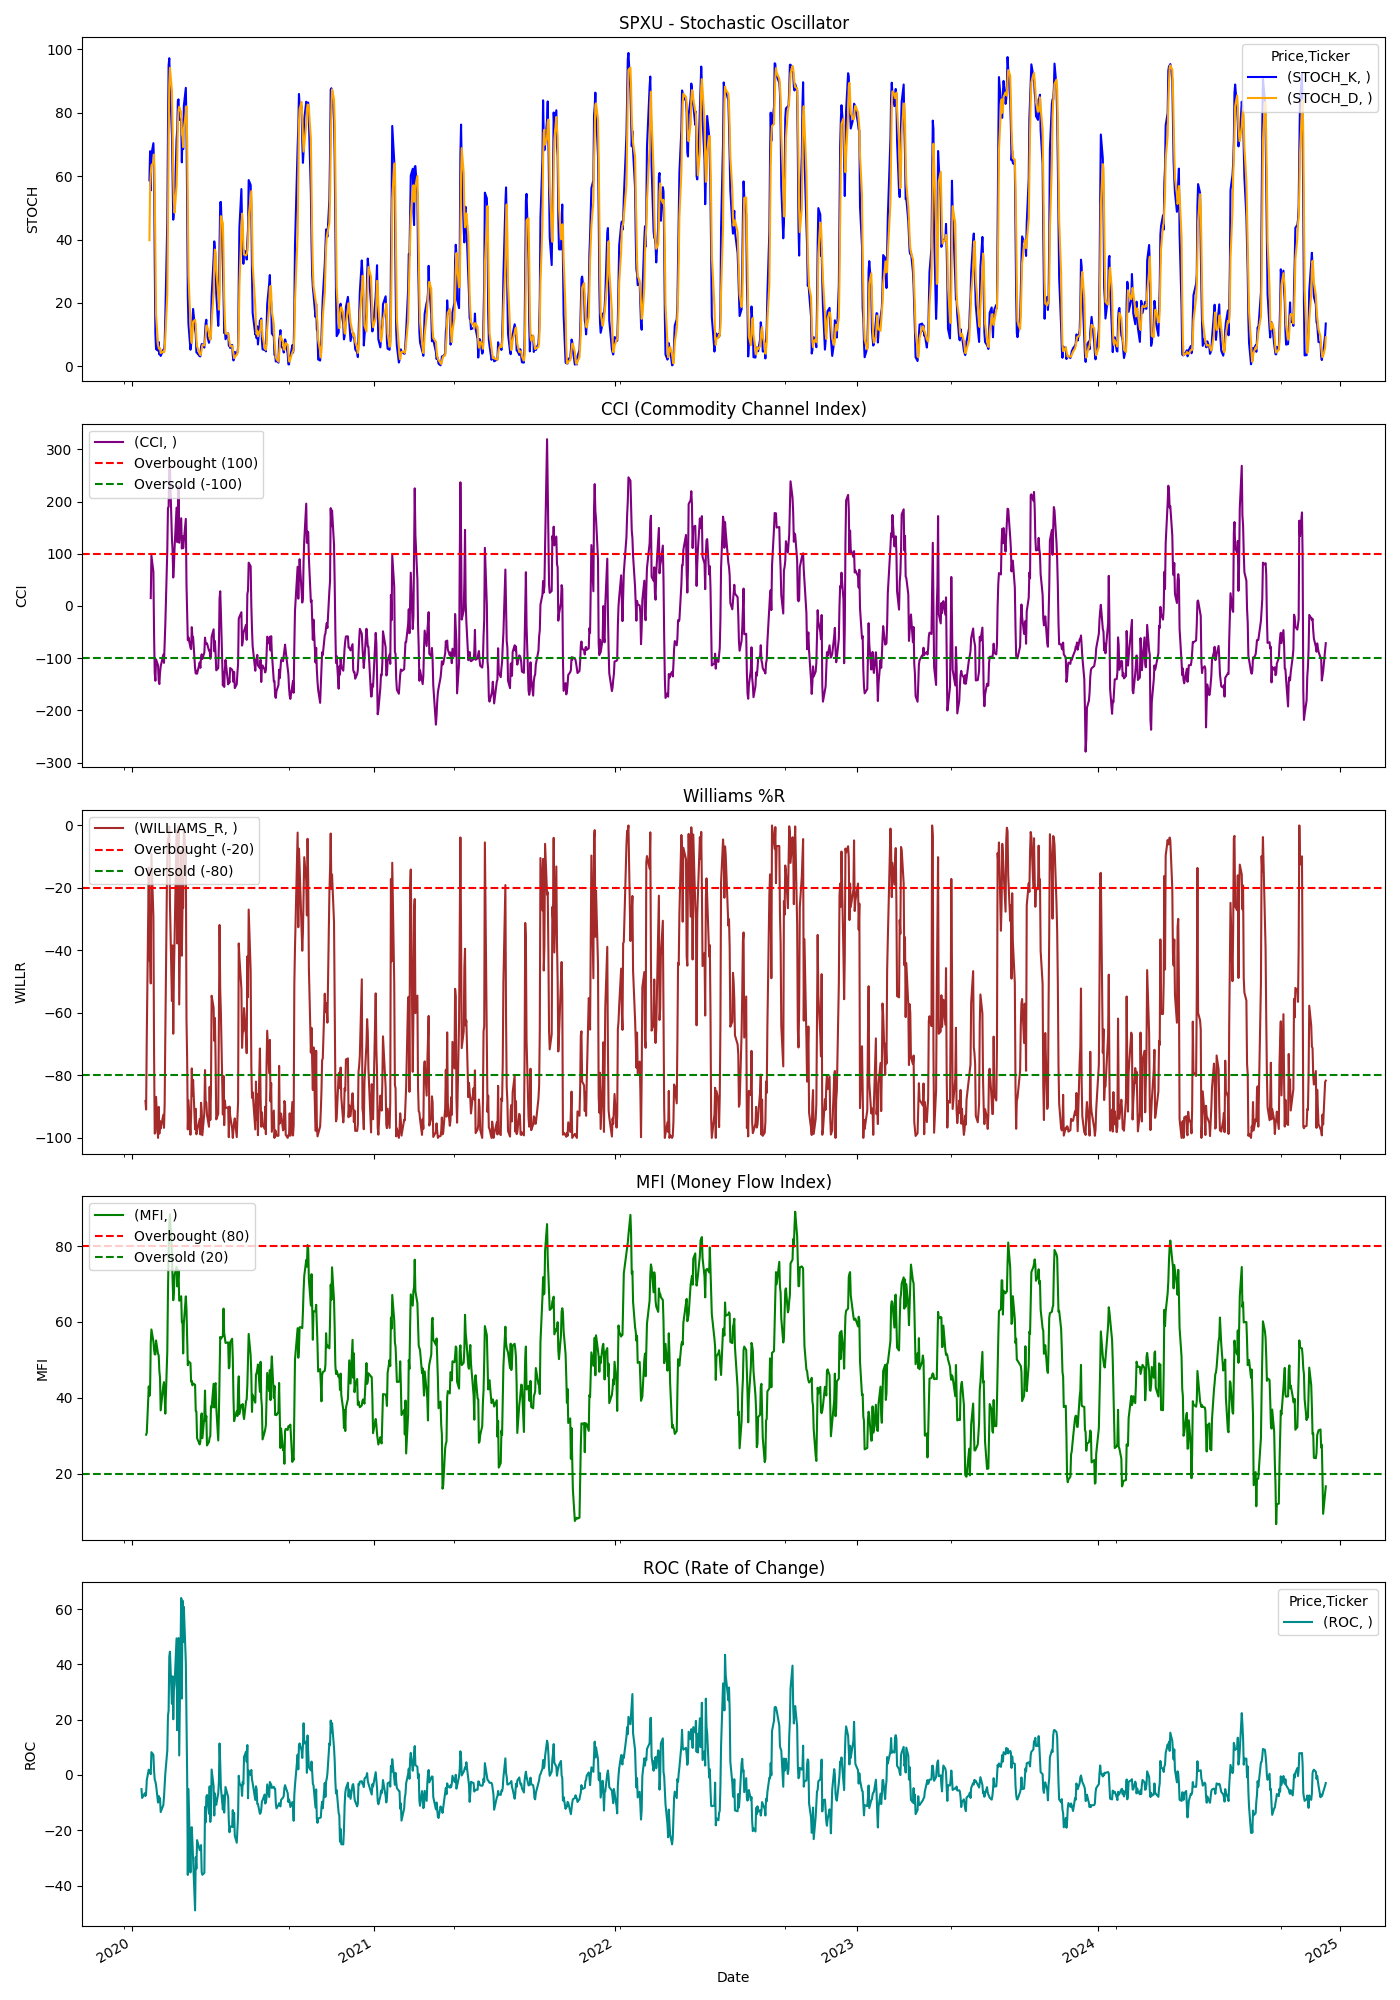 SPXU - Stochastic Oscillator
100
80
60
40
20
0
STOCH
Price,Ticker
(STOCH_K, )
(STOCH_D, )
CCI (Commodity Channel Index)
300
200
100
0
−100
−200
−300
CCI
(CCI, )
Overbought (100)
Oversold (-100)
Williams %R
0
−20
−40
−60
−80
−100
WILLR
(WILLIAMS_R, )
Overbought (-20)
Oversold (-80)
MFI (Money Flow Index)
80
60
40
20
MFI
(MFI, )
Overbought (80)
Oversold (20)
ROC (Rate of Change)
60
40
20
0
−20
−40
ROC
Price,Ticker
(ROC, )
2020
2021
2022
2023
2024
2025
Date